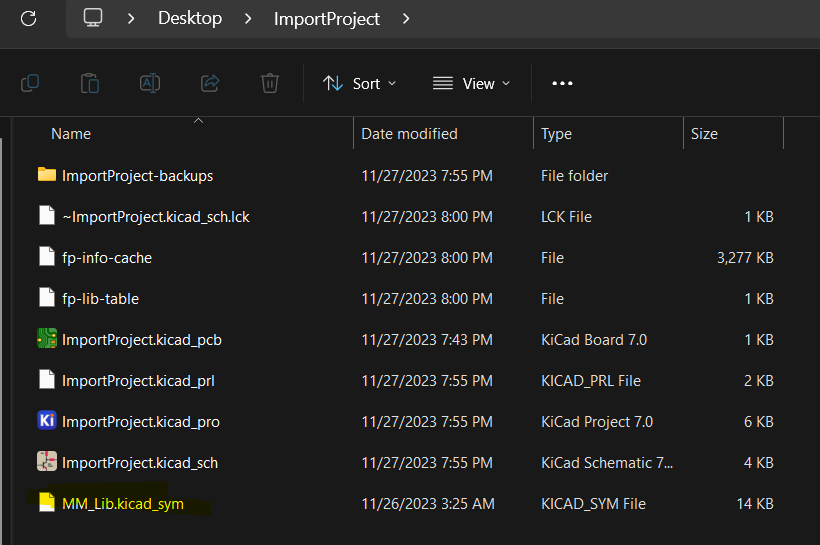 Desktop > ImportProject >
Sort View
Name Date modified Type Size
ImportProject-backups 11/27/2023 7:55 PM File folder
~ImportProject.kicad_sch.lck 11/27/2023 8:00 PM LCK File 1 KB
fp-info-cache 11/27/2023 8:00 PM File 3,277 KB
fp-lib-table 11/27/2023 8:00 PM File 1 KB
ImportProject.kicad_pcb 11/27/2023 7:43 PM KiCad Board 7.0 1 KB
ImportProject.kicad_prl 11/27/2023 7:55 PM KICAD_PRL File 2 KB
ImportProject.kicad_pro 11/27/2023 7:55 PM KiCad Project 7.0 6 KB
ImportProject.kicad_sch 11/27/2023 7:55 PM KiCad Schematic 7... 4 KB
MM_Lib.kicad_sym 11/26/2023 3:25 AM KICAD_SYM File 14 KB